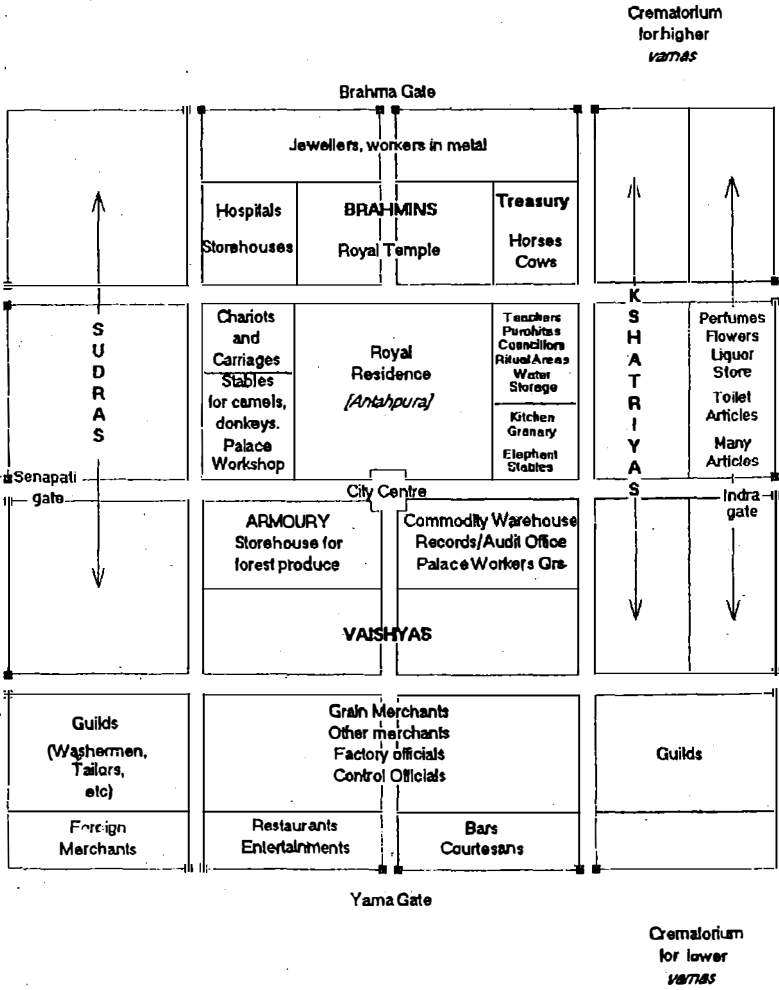 Crematorium
for higher
varnas
Brahma Gate
Jewellers, workers in metal
Hospitals
Storehouses
BRAHMINS
Royal Temple
Treasury
Horses
Cows
SUDRAS
Chariots
and
Carriages
Stables
for camels,
donkeys.
Palace
Workshop
Royal
Residence
[Antahpura]
Teachers
Purohitas
Councillors
Ritual Areas
Water
Storage
Kitchen
Granary
Elephant
Stables
KSHATRIYAS
Perfumes
Flowers
Liquor
Store
Toilet
Articles
Many
Articles
Senapati
gate
City Centre
Indra
gate
ARMOURY
Storehouse for
forest produce
Commodity Warehouse
Records/Audit Office
Palace Workers Qrs
VAISHYAS
Guilds
(Washermen,
Tailors,
etc)
Grain Merchants
Other merchants
Factory officials
Control Officials
Guilds
Foreign
Merchants
Restaurants
Entertainments
Bars
Courtesans
Yama Gate
Crematorium
for lower
varnas